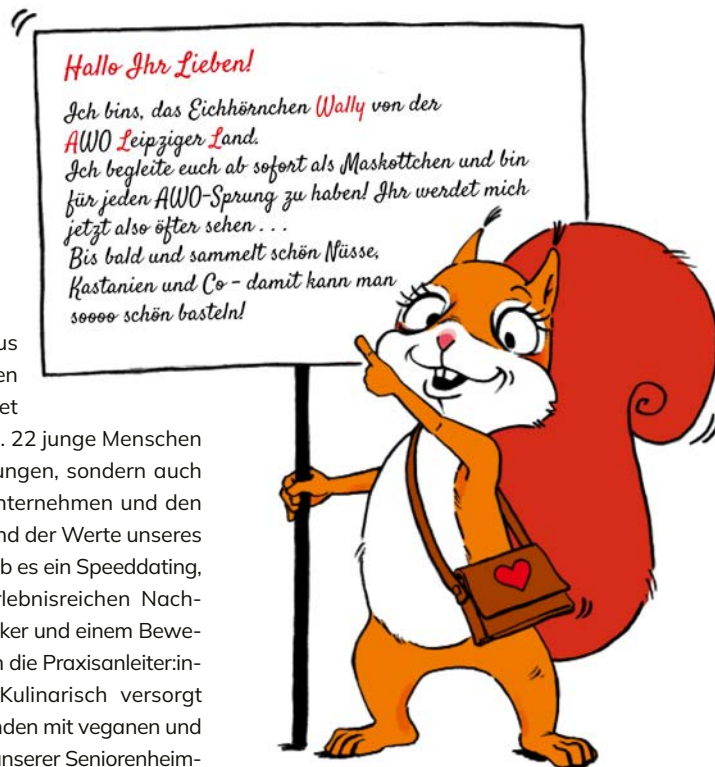 Hallo Ihr Lieben!
Ich bins, das Eichhörnchen Wally von der
AWO Leipziger Land.
Ich begleite euch ab sofort als Maskottchen und bin
für jeden AWO-Sprung zu haben! Ihr werdet mich
jetzt also öfter sehen . . .
Bis bald und sammelt schön Nüsse,
Kastanien und Co - damit kann man
soooo schön basteln!
us
en
et
. 22 junge Menschen
ungen, sondern auch
nternehmen und den
nd der Werte unseres
b es ein Speeddating,
rlebnisreichen Nach-
ker und einem Bewe-
n die Praxisanleiter:in-
Kulinarisch versorgt
nden mit veganen und
unserer Seniorenheim-